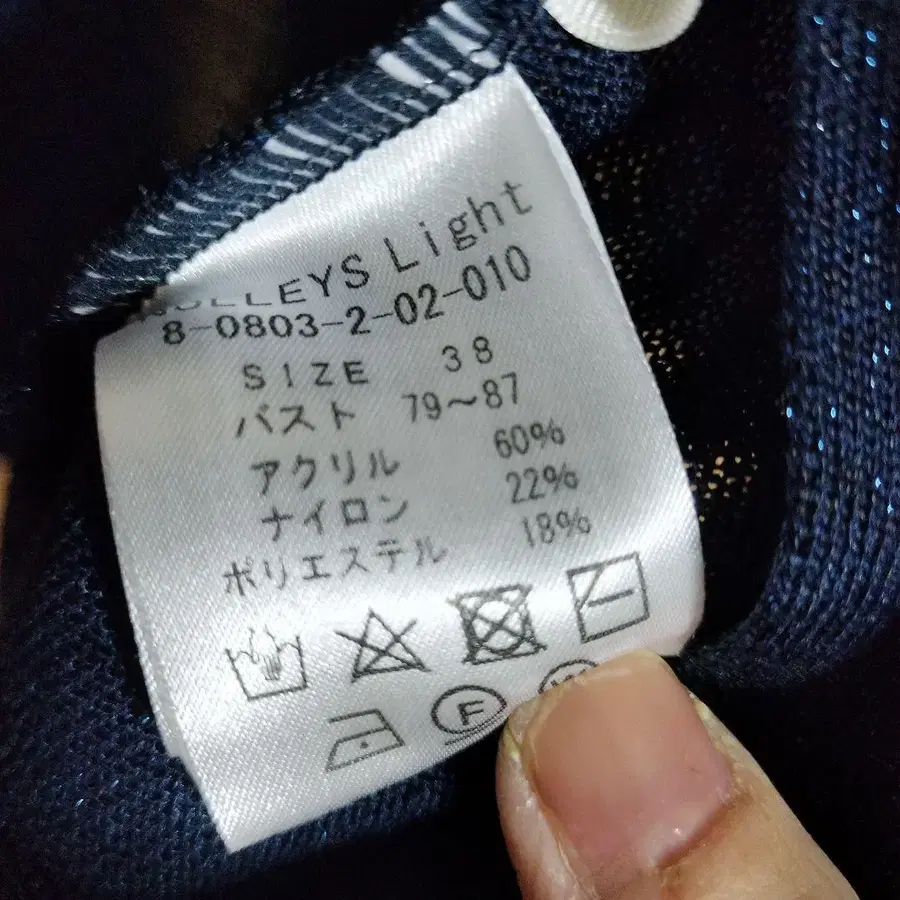 Light
8-0803-2-02-010
SIZE 38
バスト 79～87
アクリル 60%
ナイロン 22%
ポリエステル 18%
F